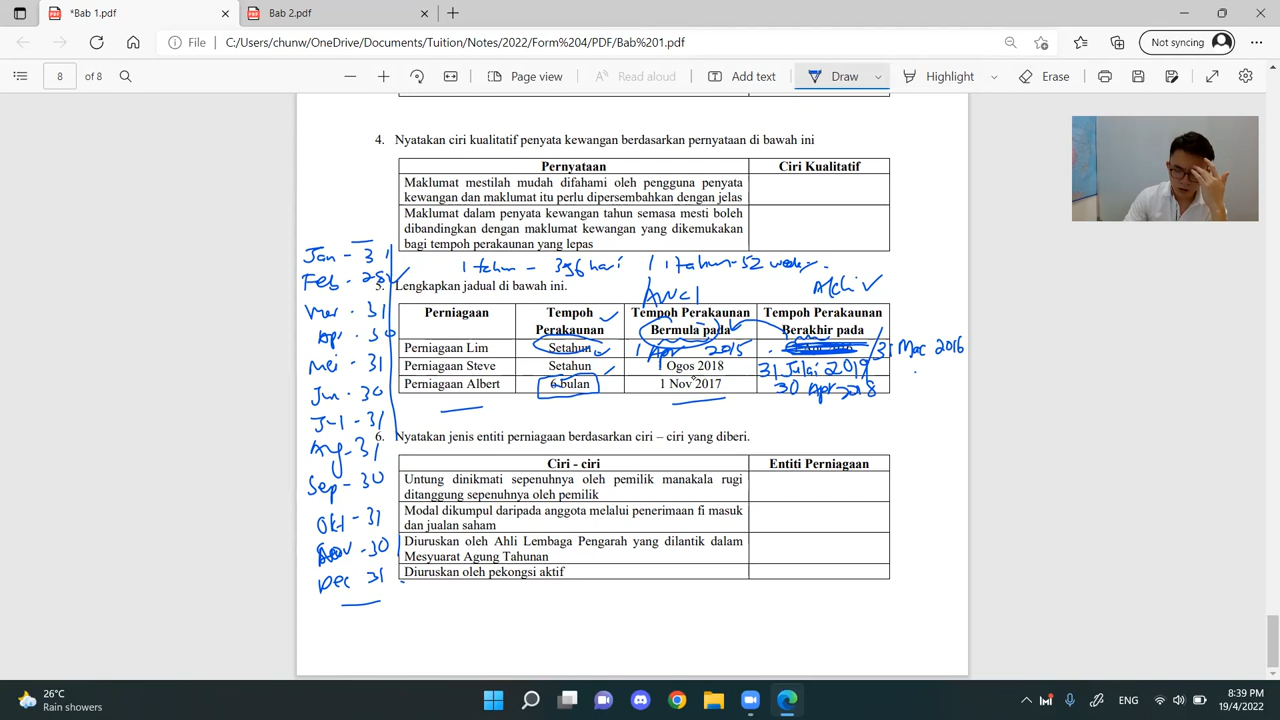 *Bab 1.pdf
Bab 2.pdf
File
C:/Users/chunw/OneDrive/Documents/Tuition/Notes/2022/Form%204/PDF/Bab%201.pdf
Not syncing
8 of 8
Page view
Read aloud
Add text
Draw
Highlight
Erase
4. Nyatakan ciri kualitatif penyata kewangan berdasarkan pernyataan di bawah ini
Pernyataan Ciri Kualitatif
Maklumat mestilah mudah difahami oleh pengguna penyata
kewangan dan maklumat itu perlu dipersembahkan dengan jelas
Maklumat dalam penyata kewangan tahun semasa mesti boleh
dibandingkan dengan maklumat kewangan yang dikemukakan
bagi tempoh perakaunan yang lepas
1 tahun - hari 1 tahun - 52
5. Lengkapkan jadual di bawah ini.
Awal
Akhir
Perniagaan Tempoh Perakaunan Tempoh Perakaunan Bermula pada Tempoh Perakaunan Berakhir pada
Perniagaan Lim Setahun 1 Apr 2015 31 Mac 2016
Perniagaan Steve Setahun 1 Ogos 2018 31 Julai 2019
Perniagaan Albert 6 bulan 1 Nov 2017 30 Apr 2018
Jan - 31
Feb - 28
Mac - 31
Apr - 30
Mei - 31
Jun - 30
Jul - 31
Aug - 31
Sep - 30
Okt - 31
Nov - 30
Dec 31
6. Nyatakan jenis entiti perniagaan berdasarkan ciri – ciri yang diberi.
Ciri - ciri Entiti Perniagaan
Untung dinikmati sepenuhnya oleh pemilik manakala rugi
ditanggung sepenuhnya oleh pemilik
Modal dikumpul daripada anggota melalui penerimaan fi masuk
dan jualan saham
Diuruskan oleh Ahli Lembaga Pengarah yang dilantik dalam
Mesyuarat Agung Tahunan
Diuruskan oleh pekongsi aktif
26°C
Rain showers
ENG
8:39 PM
19/4/2022